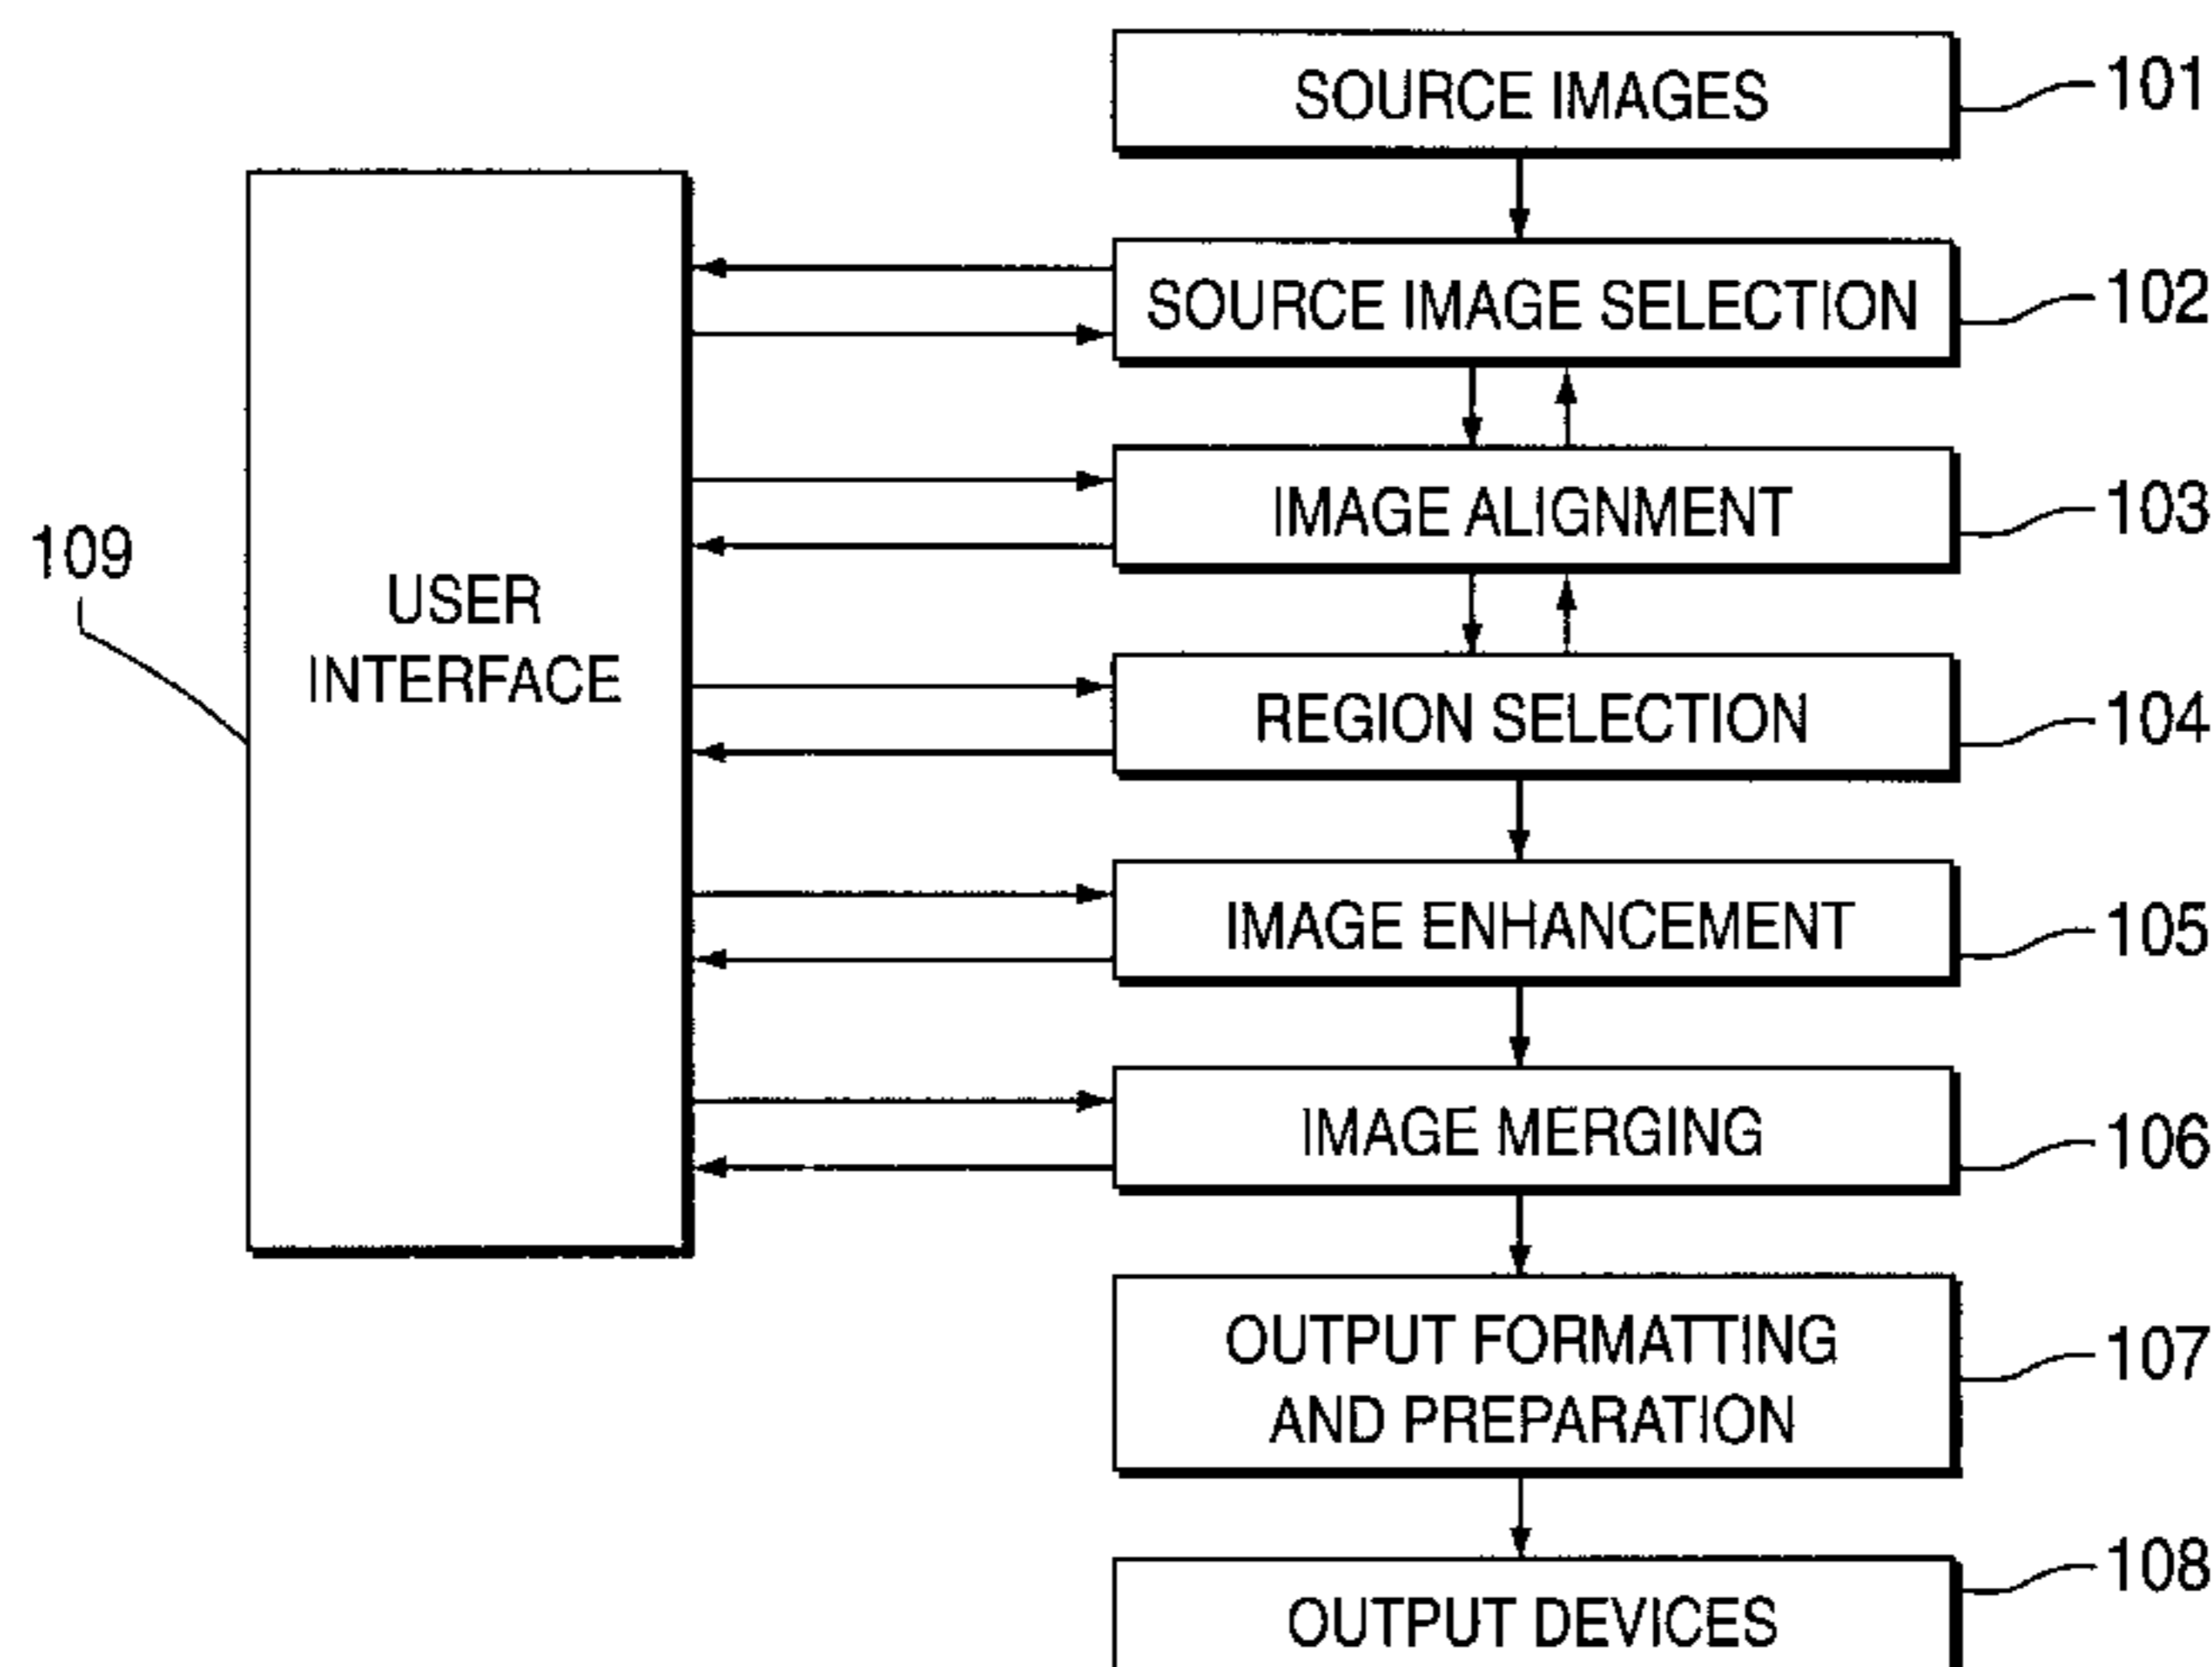 SOURCE IMAGES
101
SOURCE IMAGE SELECTION
102
IMAGE ALIGNMENT
103
109
USER
INTERFACE
REGION SELECTION
104
IMAGE ENHANCEMENT
105
IMAGE MERGING
106
OUTPUT FORMATTING
AND PREPARATION
107
OUTPUT DEVICES
108